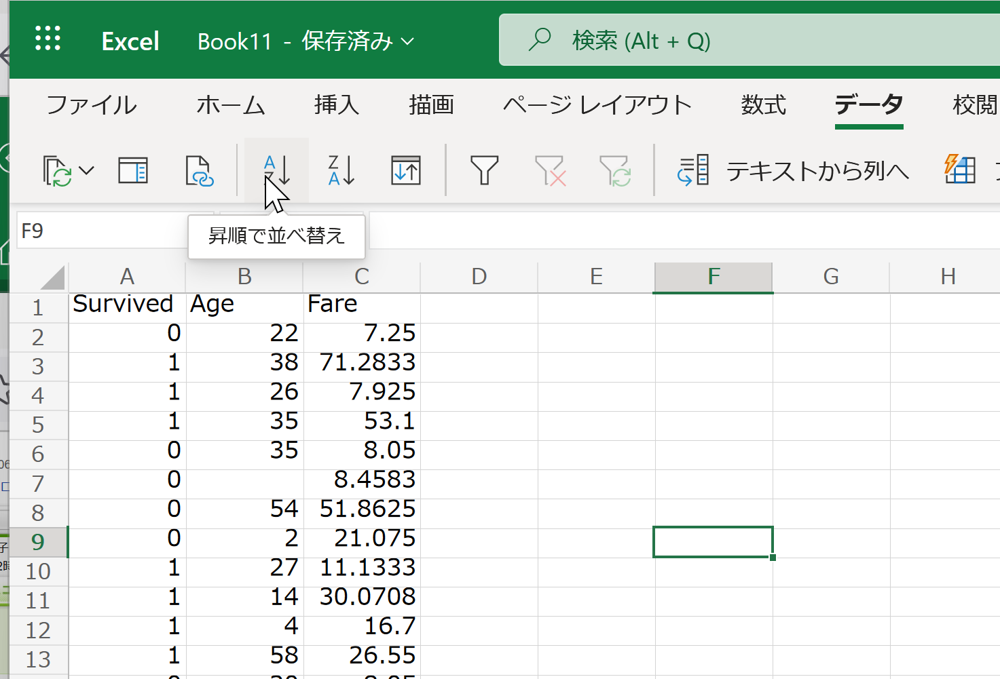 Excel Book11 - 保存済み 検索 (Alt + Q)
ファイル ホーム 挿入 描画 ページ レイアウト 数式 データ 校閲
テキストから列へ
F9
昇順で並べ替え
A B C D E F G H
1 Survived Age Fare
2 0 22 7.25
3 1 38 71.2833
4 1 26 7.925
5 1 35 53.1
6 0 35 8.05
7 0 8.4583
8 0 54 51.8625
9 0 2 21.075
10 1 27 11.1333
11 1 14 30.0708
12 1 4 16.7
13 1 58 26.55